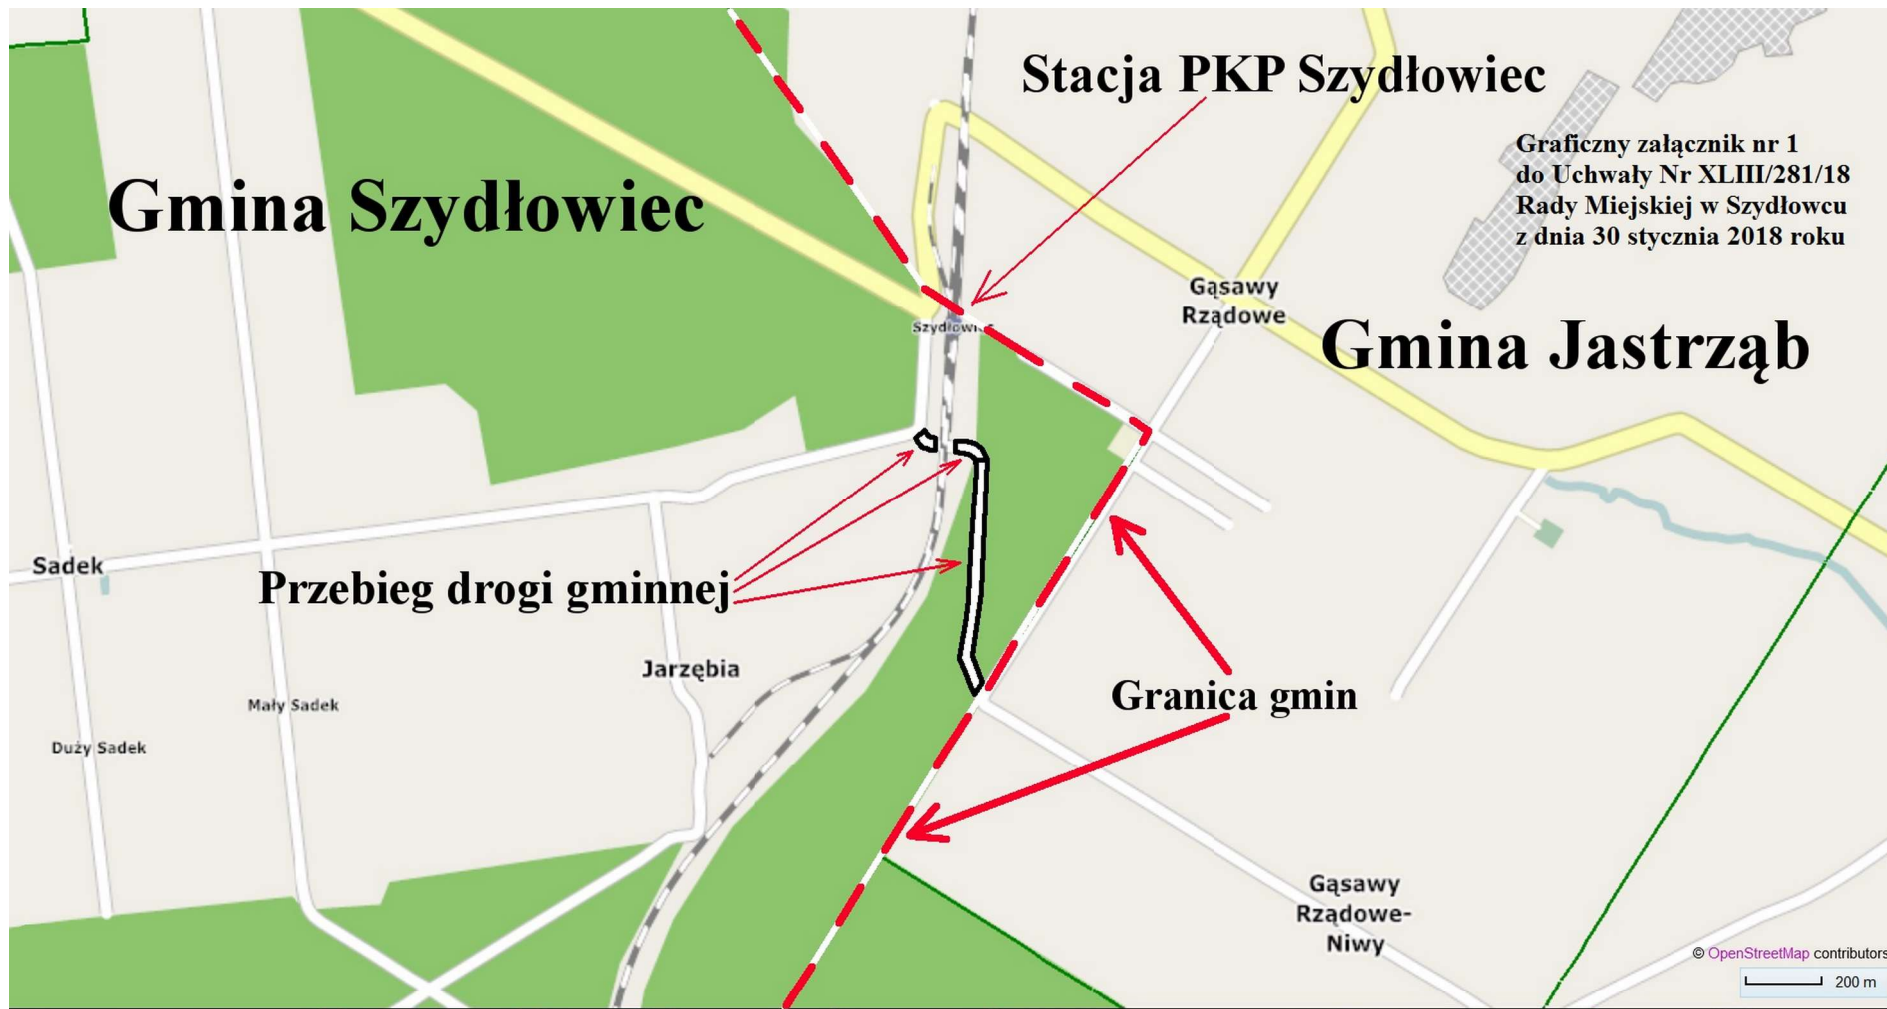 Stacja PKP Szydłowiec
Graficzny załącznik nr 1
do Uchwały Nr XLIII/281/18
Rady Miejskiej w Szydłowcu
z dnia 30 stycznia 2018 roku
Gmina Szydłowiec
Gąsawy
Rządowe
Gmina Jastrząb
Sadek
Przebieg drogi gminnej
Jarzębia
Granica gmin
Mały Sadek
Duży Sadek
Gąsawy
Rządowe-
Niwy
© OpenStreetMap contributors
200 m